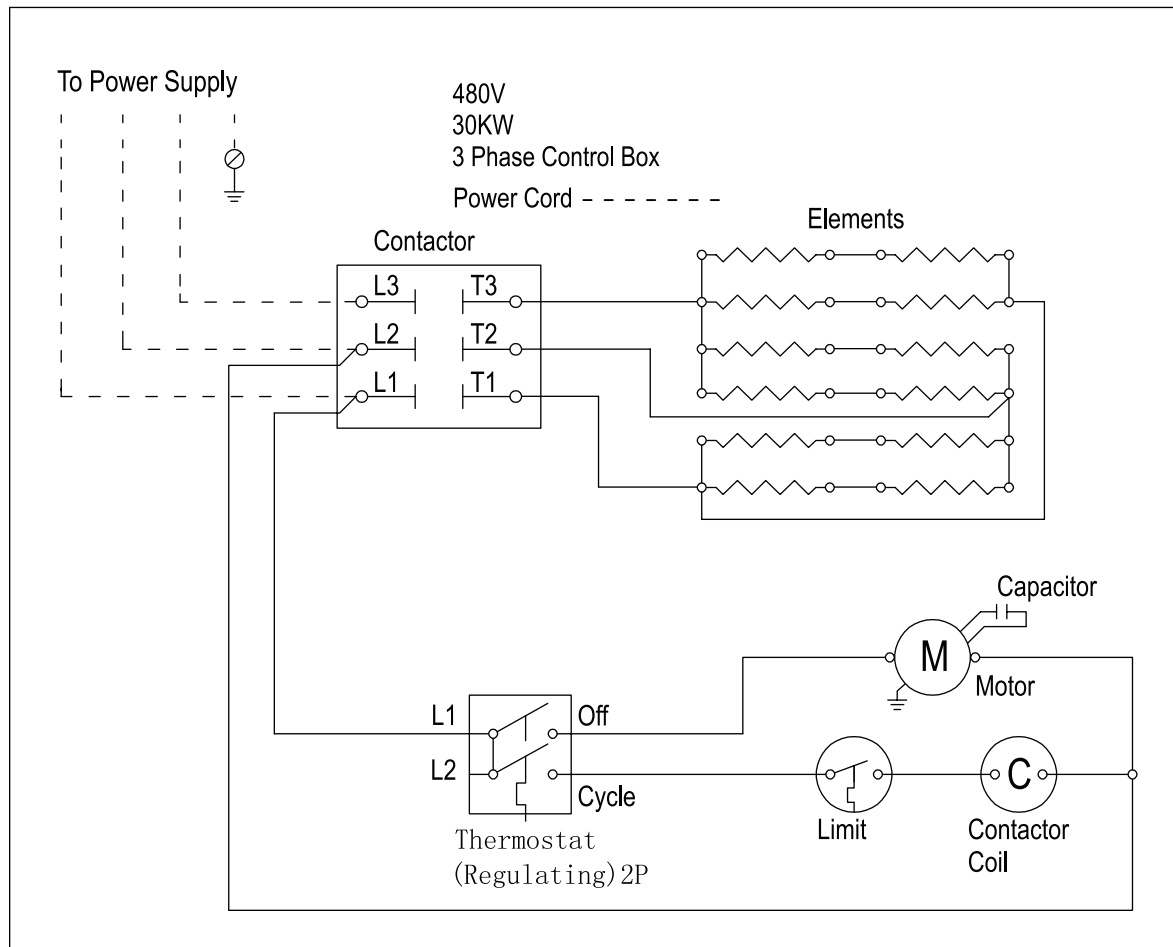 To Power Supply
480V
30KW
3 Phase Control Box
Power Cord
Elements
Contactor
L3 T3
L2 T2
L1 T1
Capacitor
M
Motor
L1 Off
L2
Cycle
C
Limit
Contactor
Coil
Thermostat
(Regulating)2P